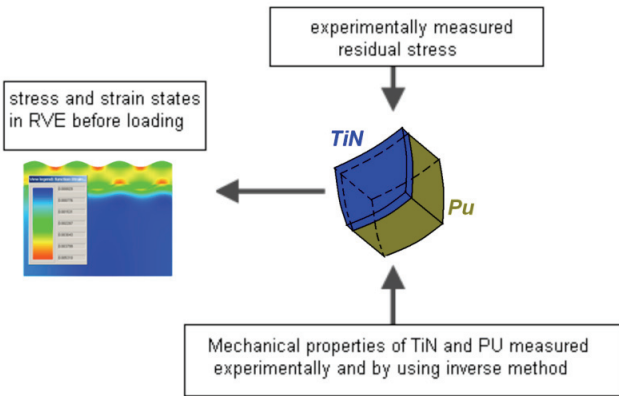 experimentally measured
residual stress
stress and strain states
in RVE before loading
TiN
Pu
Mechanical properties of TiN and PU measured
experimentally and by using inverse method